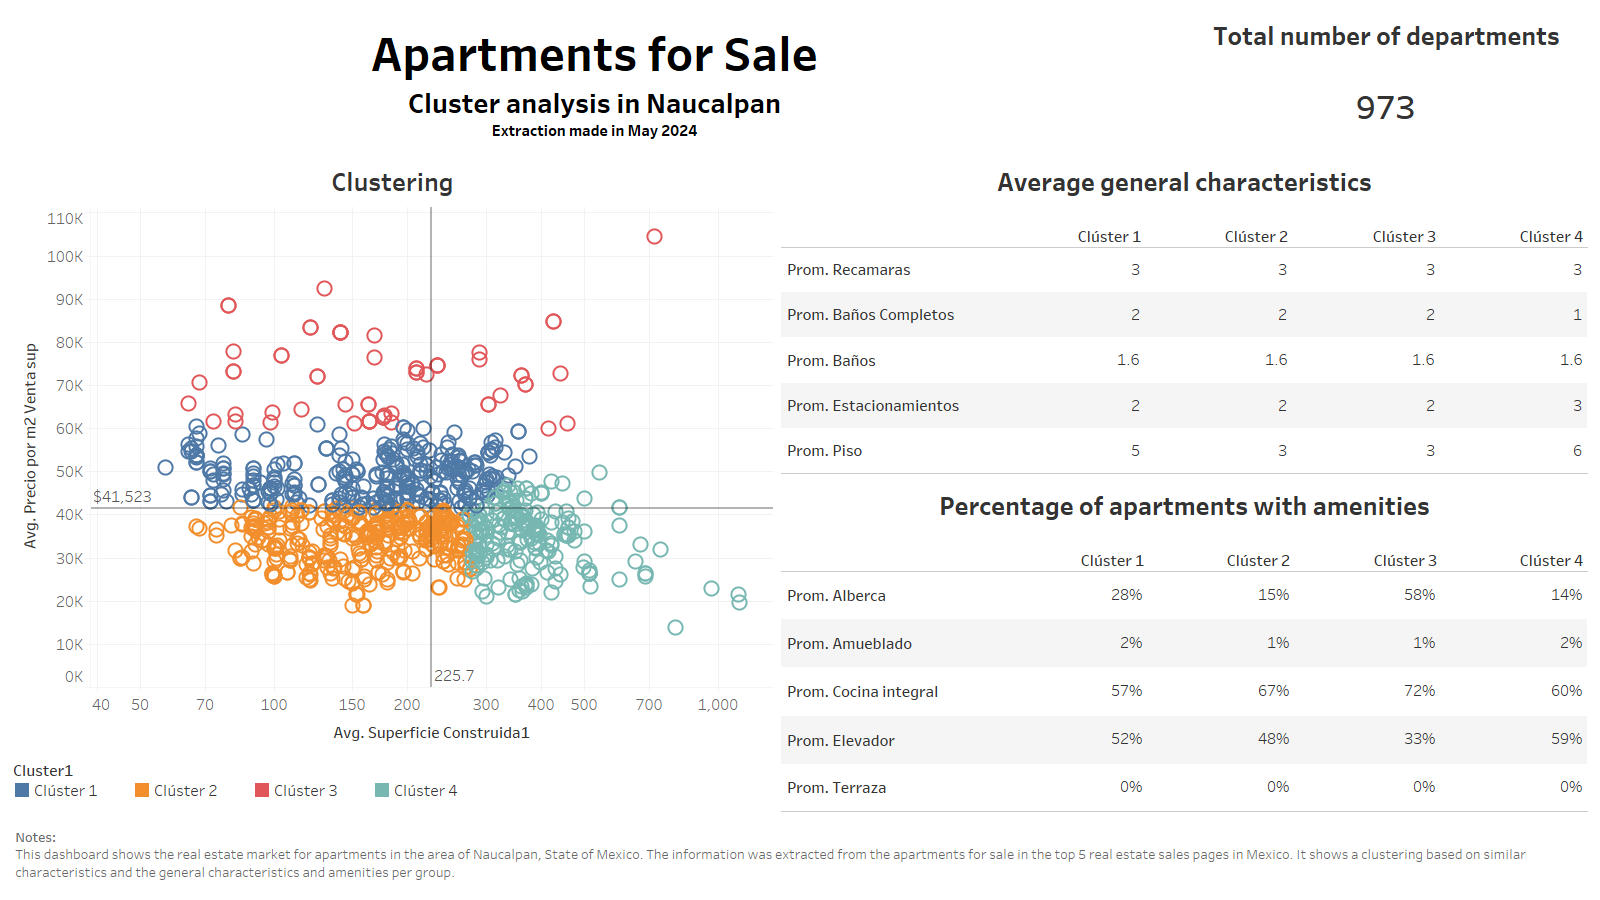 Apartments for Sale
Cluster analysis in Naucalpan
Extraction made in May 2024
Total number of departments
973
Clustering
110K
100K
90K
80K
70K
60K
50K
40K
30K
20K
10K
0K
Avg. Precio por m2 Venta sup
$41,523
225.7
40 50 70 100 150 200 300 400 500 700 1,000
Avg. Superficie Construida1
Cluster1
Clúster 1 Clúster 2 Clúster 3 Clúster 4
Average general characteristics
Clúster 1 Clúster 2 Clúster 3 Clúster 4
Prom. Recamaras 3 3 3 3
Prom. Baños Completos 2 2 2 1
Prom. Baños 1.6 1.6 1.6 1.6
Prom. Estacionamientos 2 2 2 3
Prom. Piso 5 3 3 6
Percentage of apartments with amenities
Clúster 1 Clúster 2 Clúster 3 Clúster 4
Prom. Alberca 28% 15% 58% 14%
Prom. Amueblado 2% 1% 1% 2%
Prom. Cocina integral 57% 67% 72% 60%
Prom. Elevador 52% 48% 33% 59%
Prom. Terraza 0% 0% 0% 0%
Notes:
This dashboard shows the real estate market for apartments in the area of Naucalpan, State of Mexico. The information was extracted from the apartments for sale in the top 5 real estate sales pages in Mexico. It shows a clustering based on similar
characteristics and the general characteristics and amenities per group.